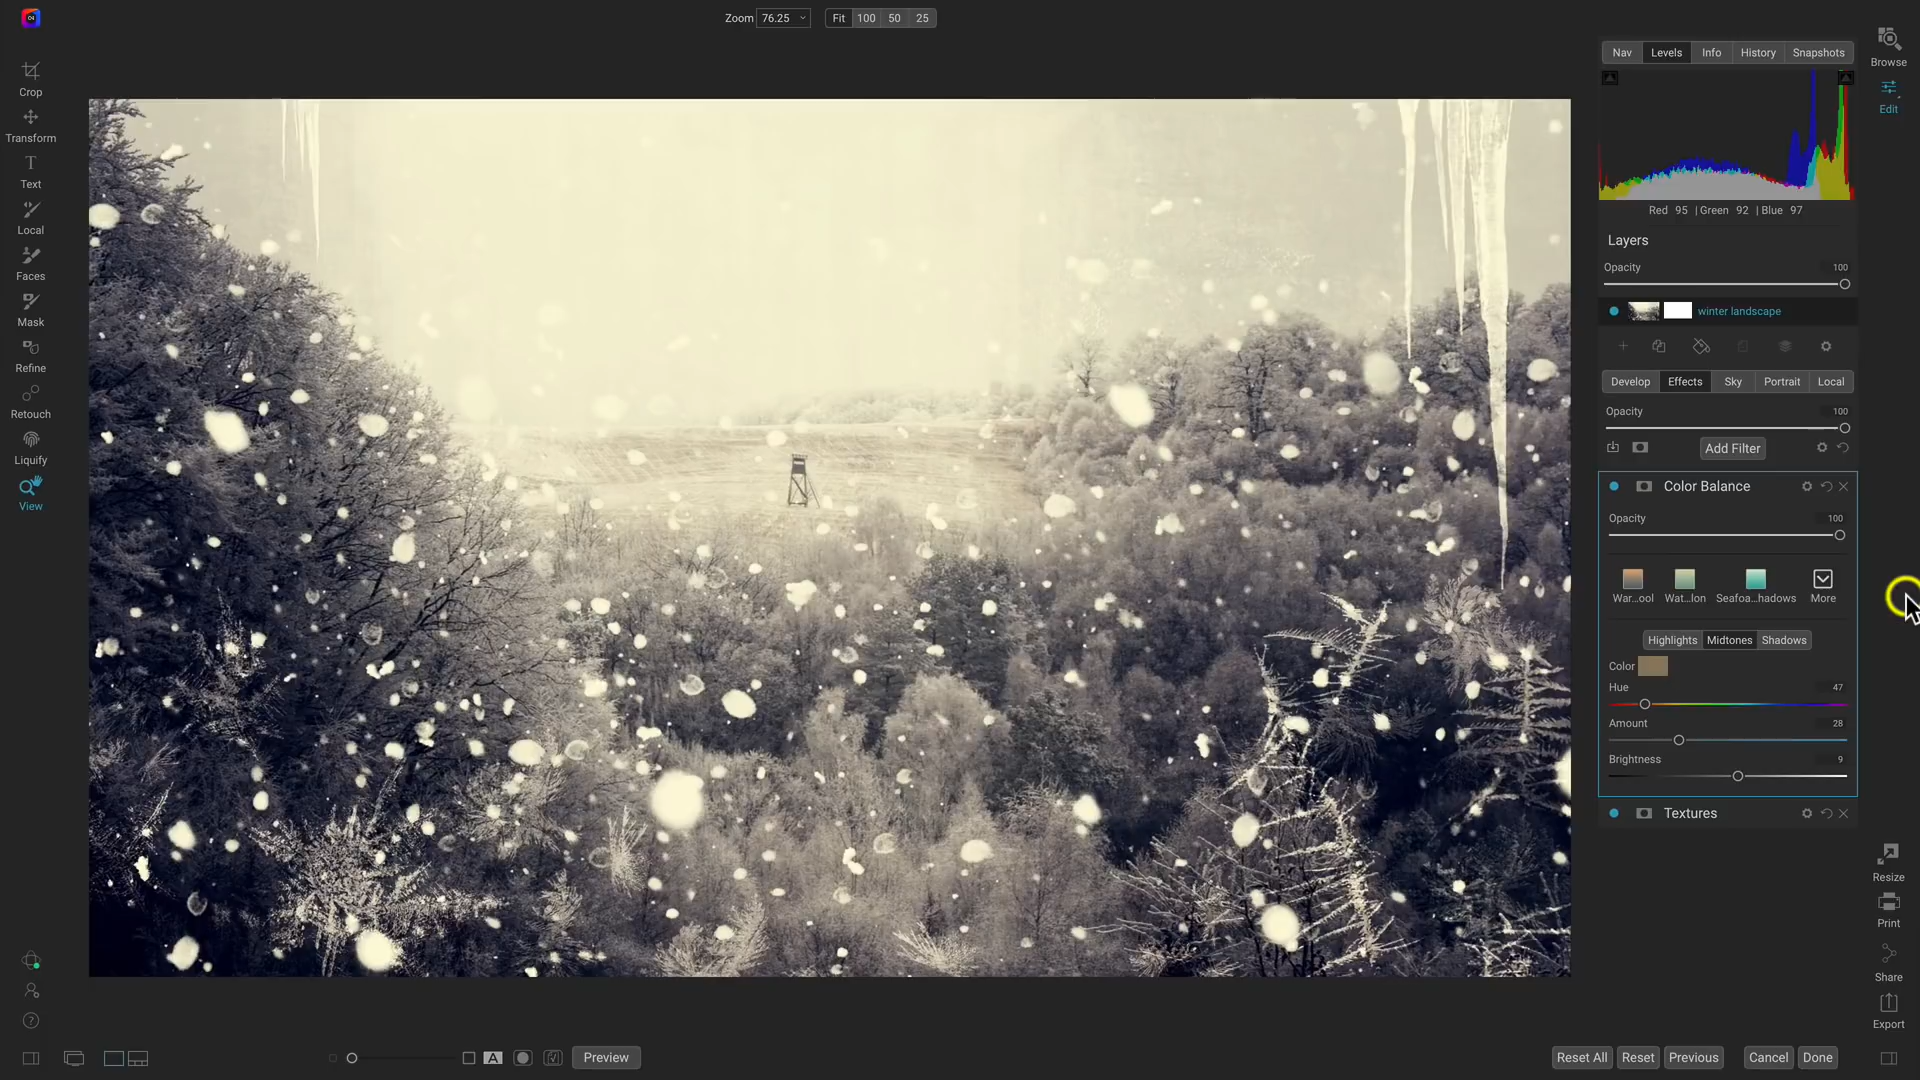 Zoom 76.25 Fit 100 50 25
Crop
Transform
Text
Local
Faces
Mask
Refine
Retouch
Liquify
View
Nav Levels Info History Snapshots
Browse
Edit
Red 95 | Green 92 | Blue 97
Layers
Opacity 100
winter landscape
Develop Effects Sky Portrait Local
Opacity 100
Add Filter
Color Balance
Opacity 100
War...ool Wat...lon Seafoa...hadows More
Highlights Midtones Shadows
Color
Hue 47
Amount 28
Brightness 9
Textures
Resize
Print
Share
Export
A Preview
Reset All Reset Previous Cancel Done